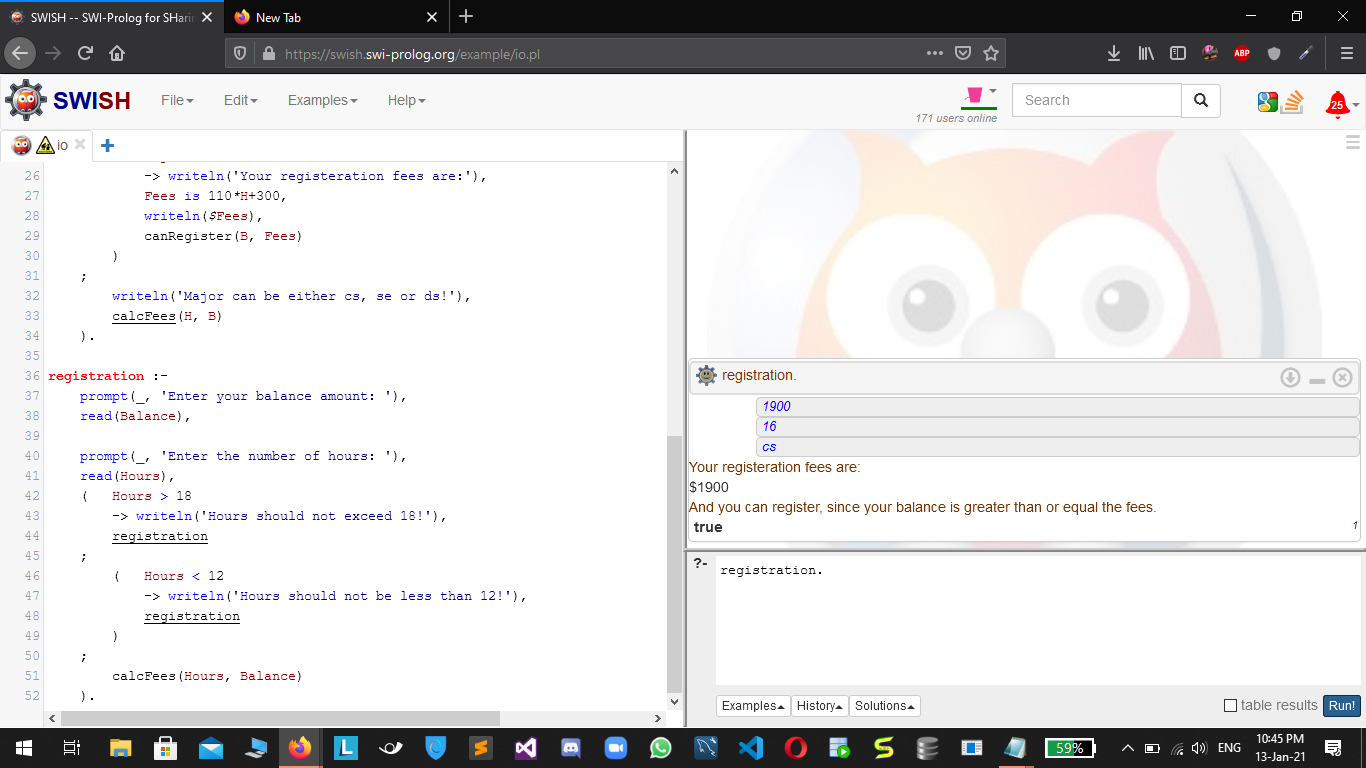 SWISH -- SWI-Prolog for SHarin
New Tab
https://swish.swi-prolog.org/example/io.pl
ABP
SWISH
File
Edit
Examples
Help
171 users online
Search
25
io
26 -> writeln('Your registeration fees are:'),
27 Fees is 110*H+300,
28 writeln($Fees),
29 canRegister(B, Fees)
30 )
31 ;
32 writeln('Major can be either cs, se or ds!'),
33 calcFees(H, B)
34 ).
35
36 registration :-
37 prompt(_, 'Enter your balance amount: '),
38 read(Balance),
39
40 prompt(_, 'Enter the number of hours: '),
41 read(Hours),
42 ( Hours > 18
43 -> writeln('Hours should not exceed 18!'),
44 registration
45 ;
46 ( Hours < 12
47 -> writeln('Hours should not be less than 12!'),
48 registration
49 )
50 ;
51 calcFees(Hours, Balance)
52 ).
registration.
1900
16
cs
Your registeration fees are:
$1900
And you can register, since your balance is greater than or equal the fees.
true
1
?- registration.
Examples
History
Solutions
table results
Run!
59%
ENG
10:45 PM
13-Jan-21